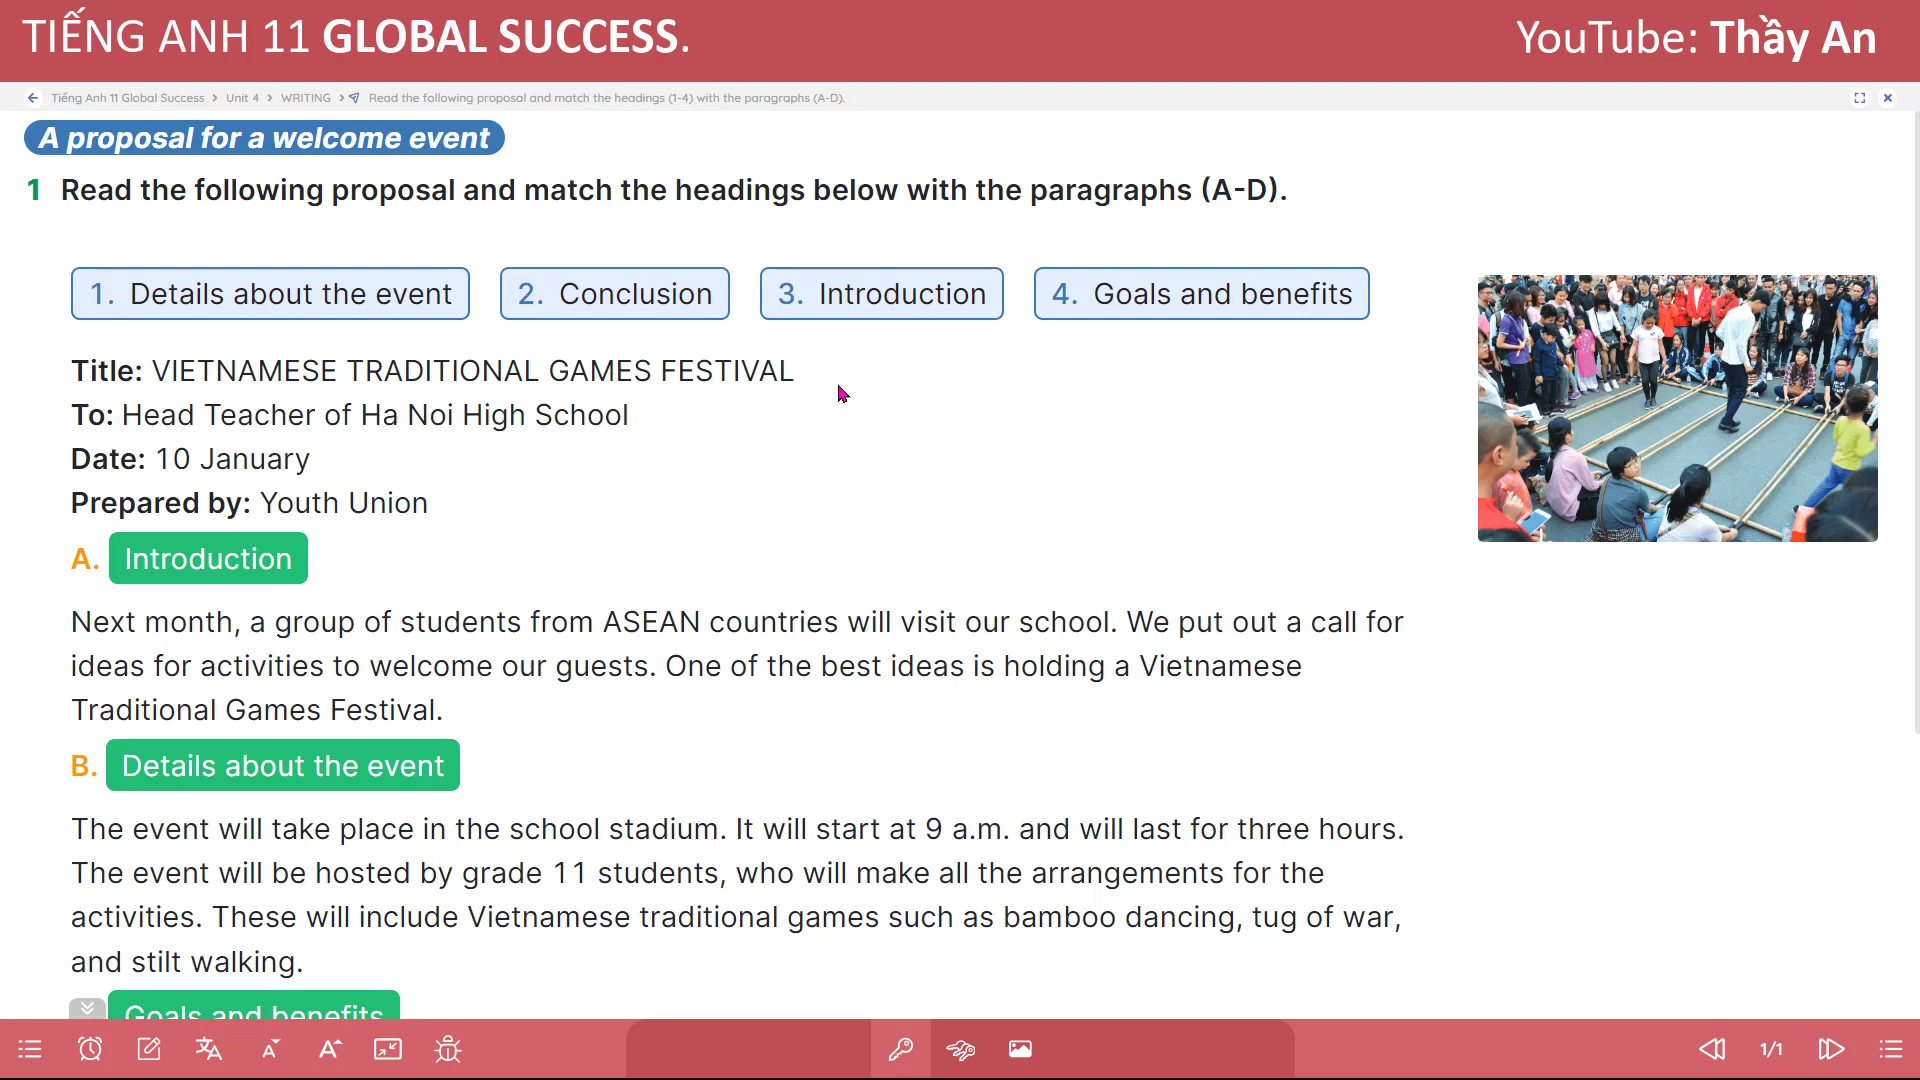 TIẾNG ANH 11 GLOBAL SUCCESS.
YouTube: Thầy An
Tiếng Anh 11 Global Success > Unit 4 > WRITING > Read the following proposal and match the headings (1-4) with the paragraphs (A-D).
A proposal for a welcome event
1 Read the following proposal and match the headings below with the paragraphs (A-D).
1. Details about the event
2. Conclusion
3. Introduction
4. Goals and benefits
Title: VIETNAMESE TRADITIONAL GAMES FESTIVAL
To: Head Teacher of Ha Noi High School
Date: 10 January
Prepared by: Youth Union
A. Introduction
Next month, a group of students from ASEAN countries will visit our school. We put out a call for
ideas for activities to welcome our guests. One of the best ideas is holding a Vietnamese
Traditional Games Festival.
B. Details about the event
The event will take place in the school stadium. It will start at 9 a.m. and will last for three hours.
The event will be hosted by grade 11 students, who will make all the arrangements for the
activities. These will include Vietnamese traditional games such as bamboo dancing, tug of war,
and stilt walking.
Goals and benefits
1/1